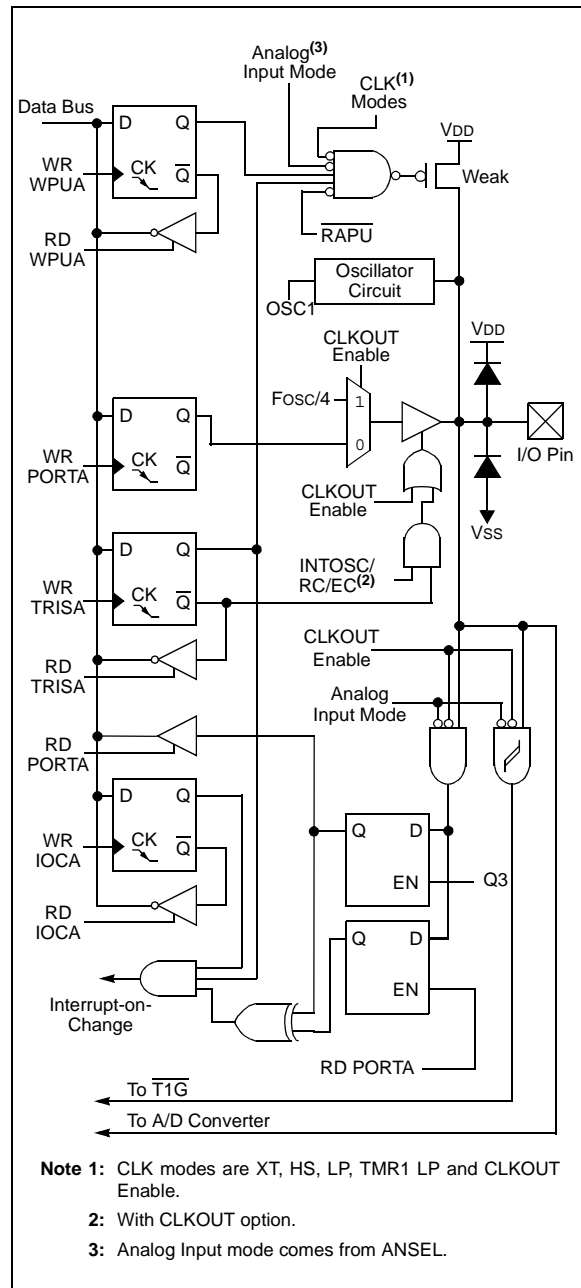 Analog(3)
Input Mode
CLK(1)
Modes
Data Bus
D Q
VDD
WR
WPUA
CK Q
Weak
RD
WPUA
RAPU
Oscillator
Circuit
OSC1
CLKOUT
Enable
VDD
FOSC/4
1
D Q
0
I/O Pin
WR
PORTA
CK Q
CLKOUT
Enable
VSS
D Q
INTOSC/
RC/EC(2)
WR
TRISA
CK Q
CLKOUT
Enable
RD
TRISA
Analog
Input Mode
RD
PORTA
D Q
Q D
WR
IOCA
CK Q
EN
Q3
RD
IOCA
Q D
EN
Interrupt-on-
Change
RD PORTA
To T1G
To A/D Converter
Note 1: CLK modes are XT, HS, LP, TMR1 LP and CLKOUT
Enable.
2: With CLKOUT option.
3: Analog Input mode comes from ANSEL.